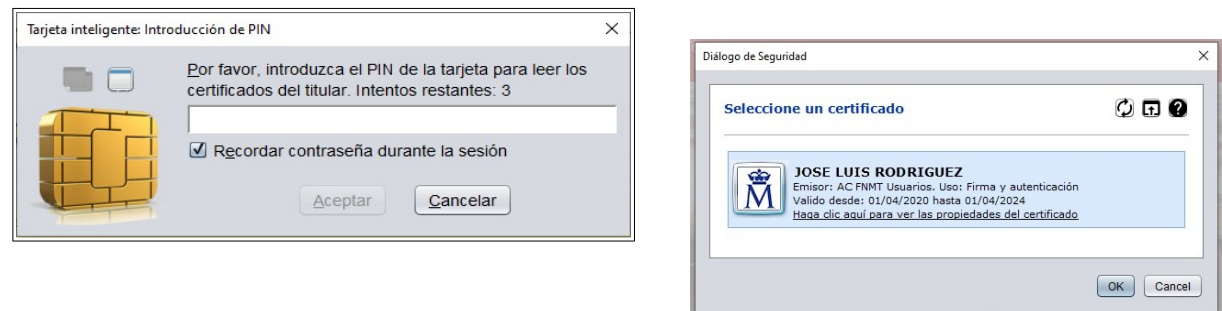 Tarjeta inteligente: Introducción de PIN
Por favor, introduzca el PIN de la tarjeta para leer los
certificados del titular. Intentos restantes: 3
Recordar contraseña durante la sesión
Aceptar
Cancelar
Diálogo de Seguridad
Seleccione un certificado
JOSE LUIS RODRIGUEZ
Emisor: AC FNMT Usuarios. Uso: Firma y autenticación
Valido desde: 01/04/2020 hasta 01/04/2024
Haga clic aquí para ver las propiedades del certificado
OK
Cancel